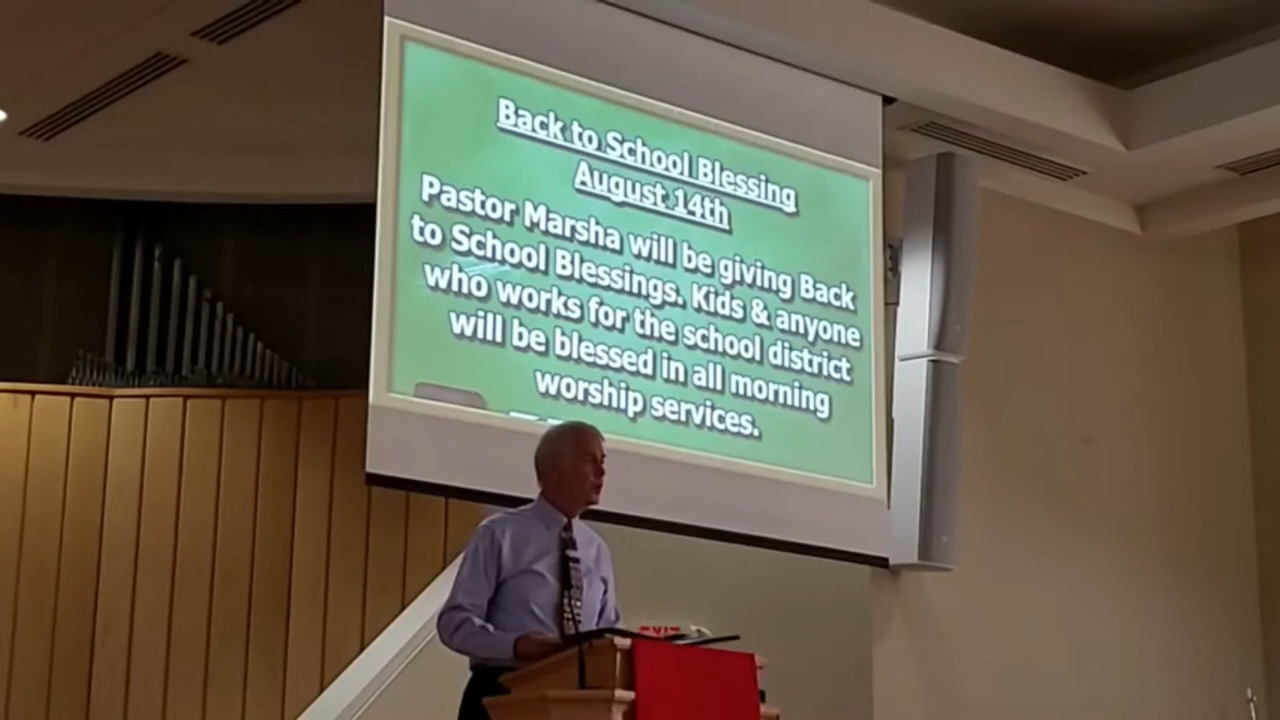 Back to School Blessing
August 14th
Pastor Marsha will be giving Back
to School Blessings. Kids & anyone
who works for the school district
will be blessed in all morning
worship services.